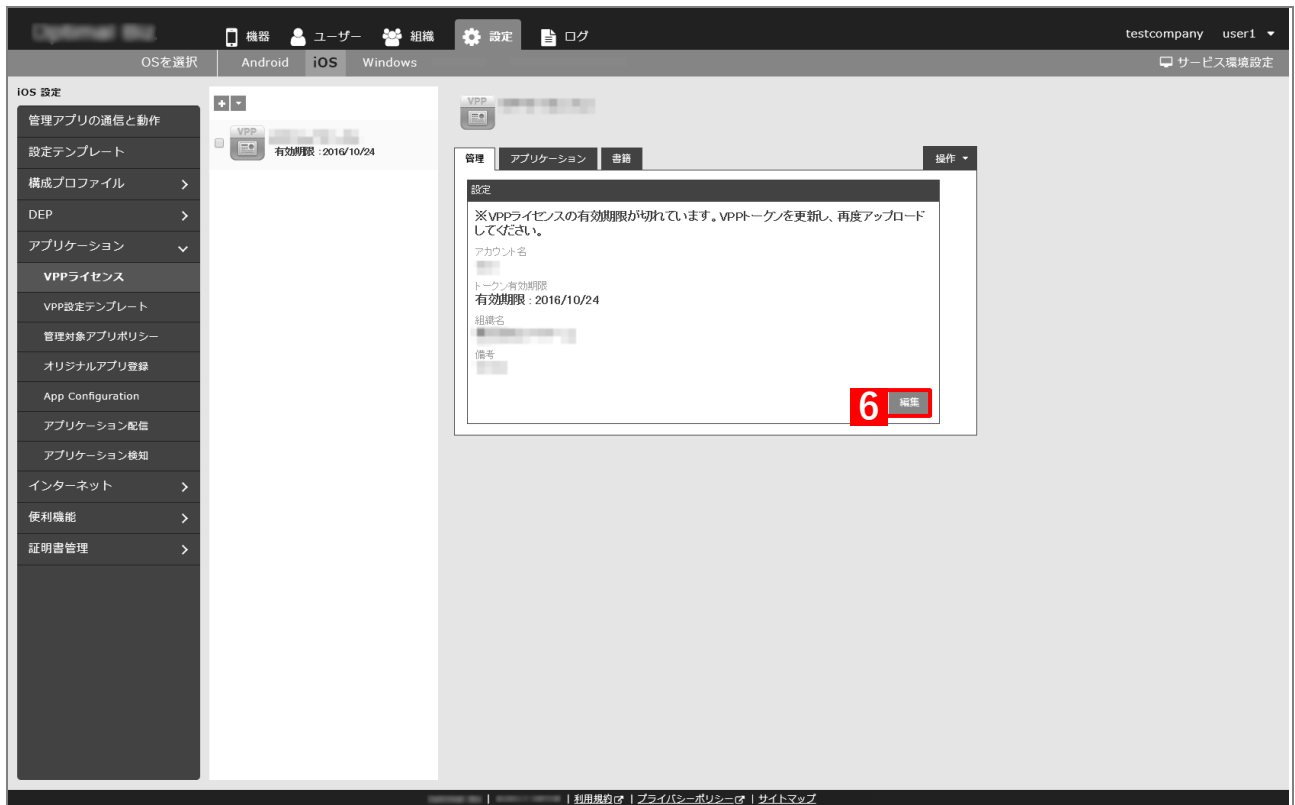 機器
ユーザー
組織
設定
ログ
testcompany user1
OSを選択
Android
iOS
Windows
サービス環境設定
iOS 設定
管理アプリの通信と動作
設定テンプレート
構成プロファイル
DEP
アプリケーション
VPPライセンス
VPP設定テンプレート
管理対象アプリポリシー
オリジナルアプリ登録
App Configuration
アプリケーション配信
アプリケーション検知
インターネット
便利機能
証明書管理
VPP
有効期限 : 2016/10/24
VPP
管理
アプリケーション
書籍
操作
設定
※VPPライセンスの有効期限が切れています。VPPトークンを更新し、再度アップロード
してください。
アカウント名
トークン有効期限
有効期限 : 2016/10/24
組織名
備考
6
編集
| | 利用規約 | プライバシーポリシー | サイトマップ